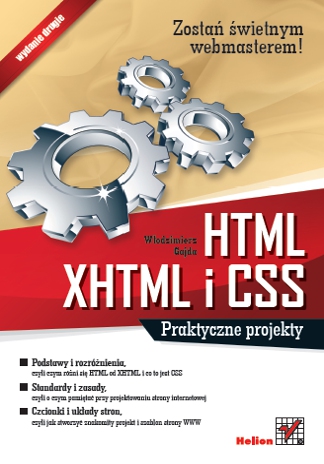 wydanie drugie
Zostań świetnym
webmasterem!
Włodzimierz
Gajda
HTML
XHTML i CSS
Praktyczne projekty
Podstawy i rozróżnienia,
czyli czym różni się HTML od XHTML i co to jest CSS
Standardy i zasady,
czyli o czym pamiętać przy projektowaniu strony internetowej
Czcionki i układy stron,
czyli jak stworzyć znakomity projekt i szablon strony WWW
Helion